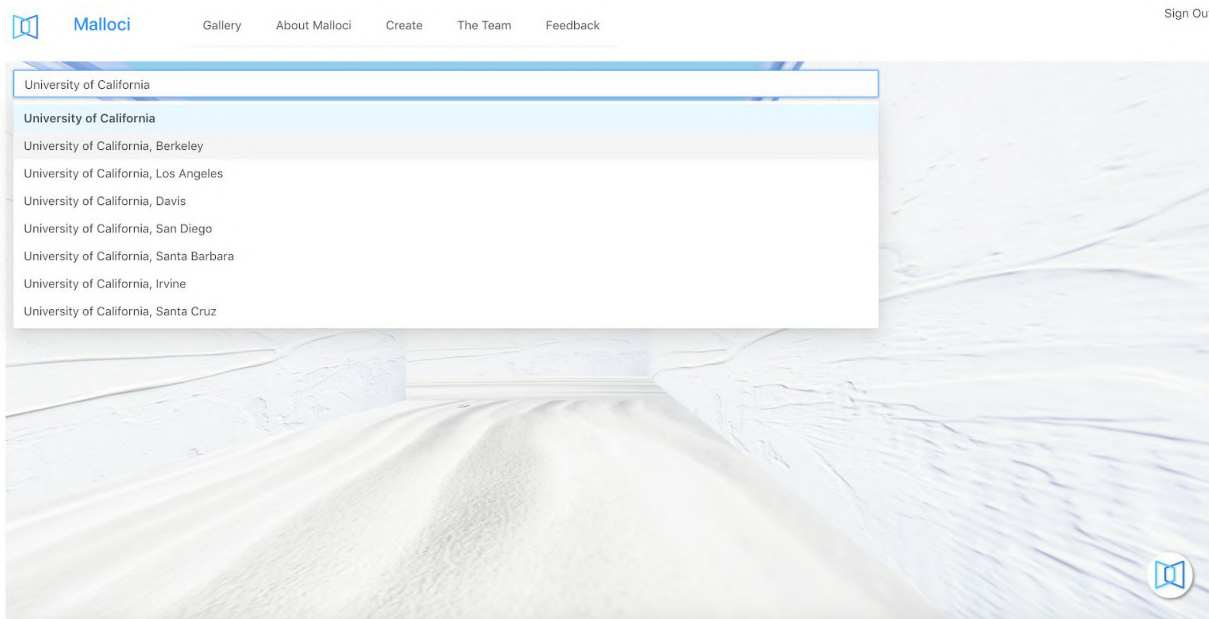 Malloci
Gallery
About Malloci
Create
The Team
Feedback
Sign Out
University of California
University of California
University of California, Berkeley
University of California, Los Angeles
University of California, Davis
University of California, San Diego
University of California, Santa Barbara
University of California, Irvine
University of California, Santa Cruz